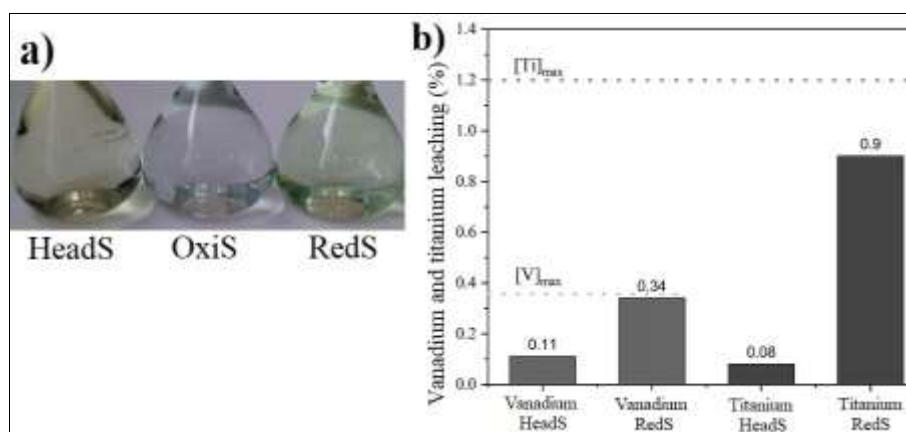 a)
HeadS OxiS RedS
b)
Vanadium and titanium leaching (%)
1.4
1.2
1.0
0.8
0.6
0.4
0.2
0.0
[Ti]max
[V]max
0.11
0.34
0.08
0.9
Vanadium HeadS
Vanadium RedS
Titanium HeadS
Titanium RedS